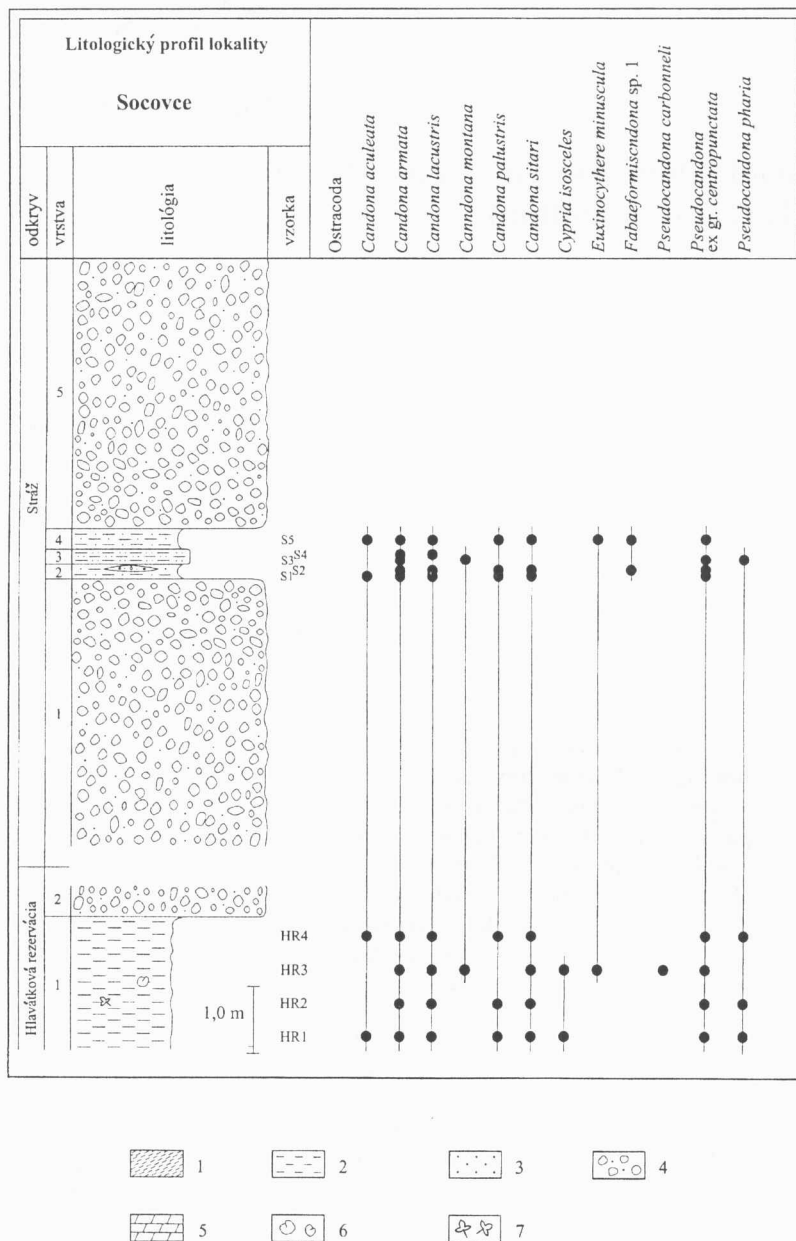 Litologický profil lokality
Socovce
odkryv
vrstva
litológia
vzorka
Ostracoda
Candona aculeata
Candona armata
Candona lacustris
Canndona montana
Candona palustris
Candona sitari
Cypria isosceles
Euxinocythere minuscula
Fabaeformiscndona sp. 1
Pseudocandona carbonneli
Pseudocandona
ex gr. centropunctata
Pseudocandona pharia
Stráž
5
4
3
2
1
S5
S4
S3
S2
S1
Hlavátková rezervácia
2
1
HR4
HR3
HR2
HR1
1,0 m
1
2
3
4
5
6
7